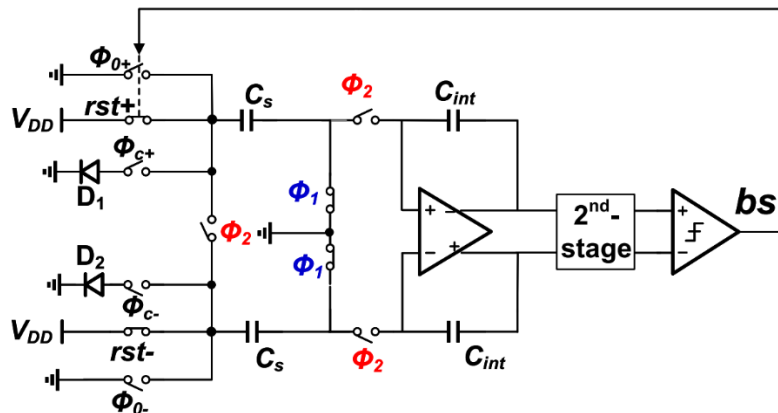 Φ0+
VDD
rst+
Φc+
D1
Cs
Φ2
Cint
Φ1
Φ2
Φ1
+
−
−
+
2nd-
stage
+
−
bs
D2
Φc-
VDD
rst-
Φ0-
Cs
Φ2
Cint